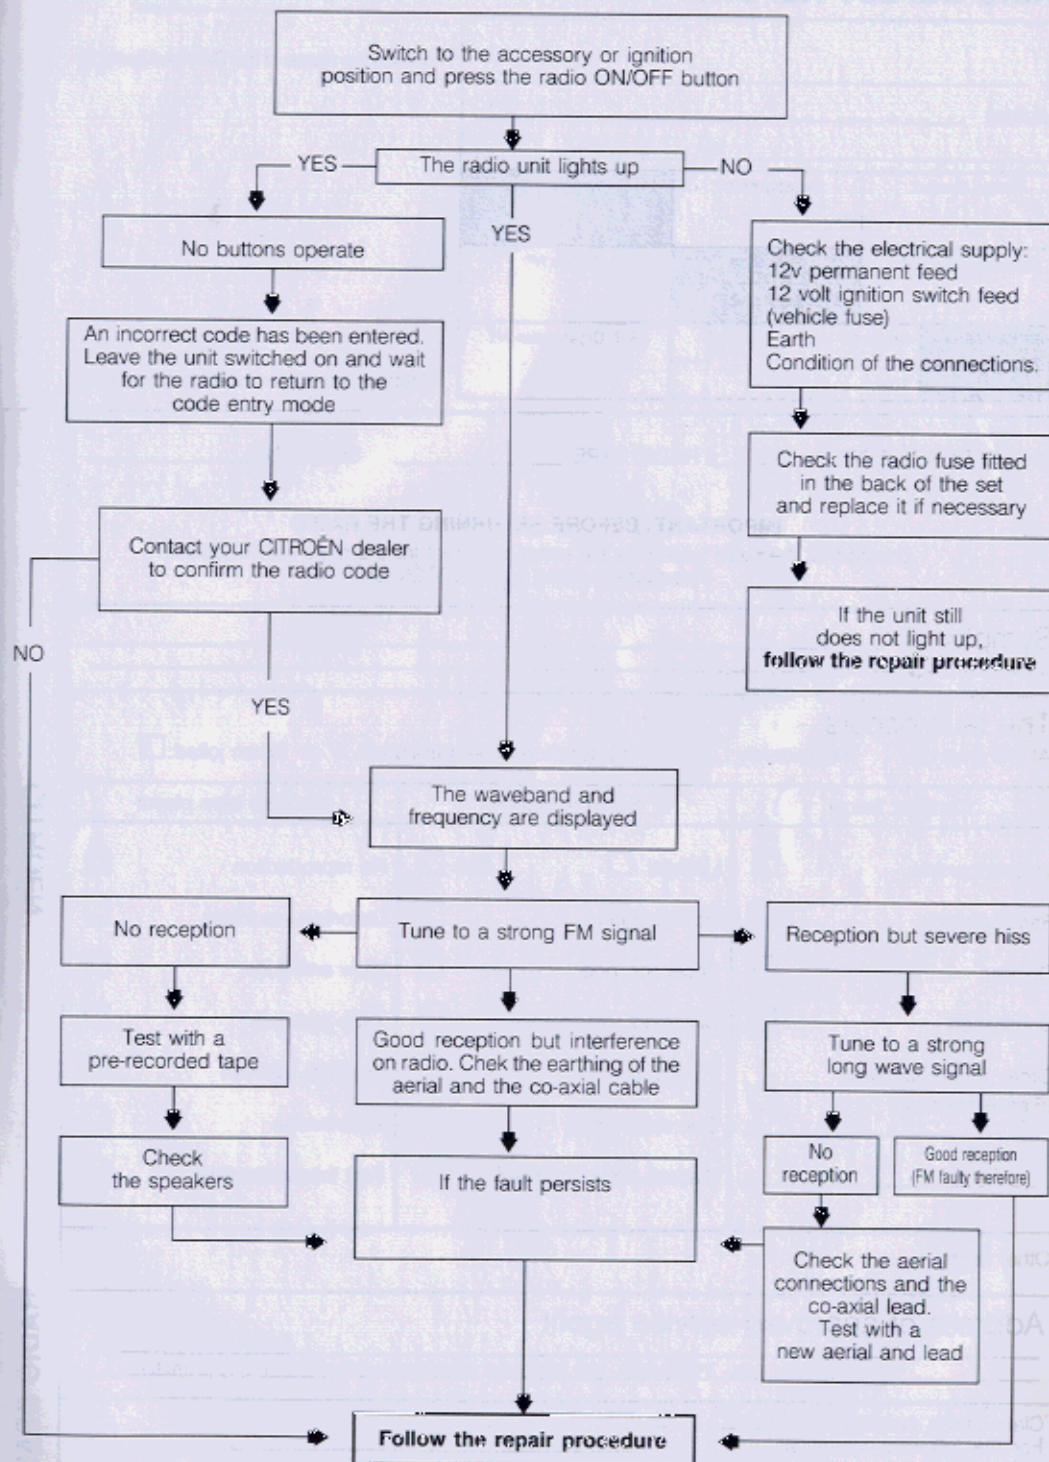 Switch to the accessory or ignition
position and press the radio ON/OFF button
YES
The radio unit lights up
NO
No buttons operate
YES
Check the electrical supply:
12v permanent feed
12 volt ignition switch feed
(vehicle fuse)
Earth
Condition of the connections.
An incorrect code has been entered.
Leave the unit switched on and wait
for the radio to return to the
code entry mode
Check the radio fuse fitted
in the back of the set
and replace it if necessary
Contact your CITROËN dealer
to confirm the radio code
If the unit still
does not light up,
follow the repair procedure
NO
YES
The waveband and
frequency are displayed
No reception
Tune to a strong FM signal
Reception but severe hiss
Test with a
pre-recorded tape
Good reception but interference
on radio. Chek the earthing of the
aerial and the co-axial cable
Tune to a strong
long wave signal
Check
the speakers
If the fault persists
No
reception
Good reception
(FM faulty therefore)
Check the aerial
connections and the
co-axial lead.
Test with a
new aerial and lead
Follow the repair procedure